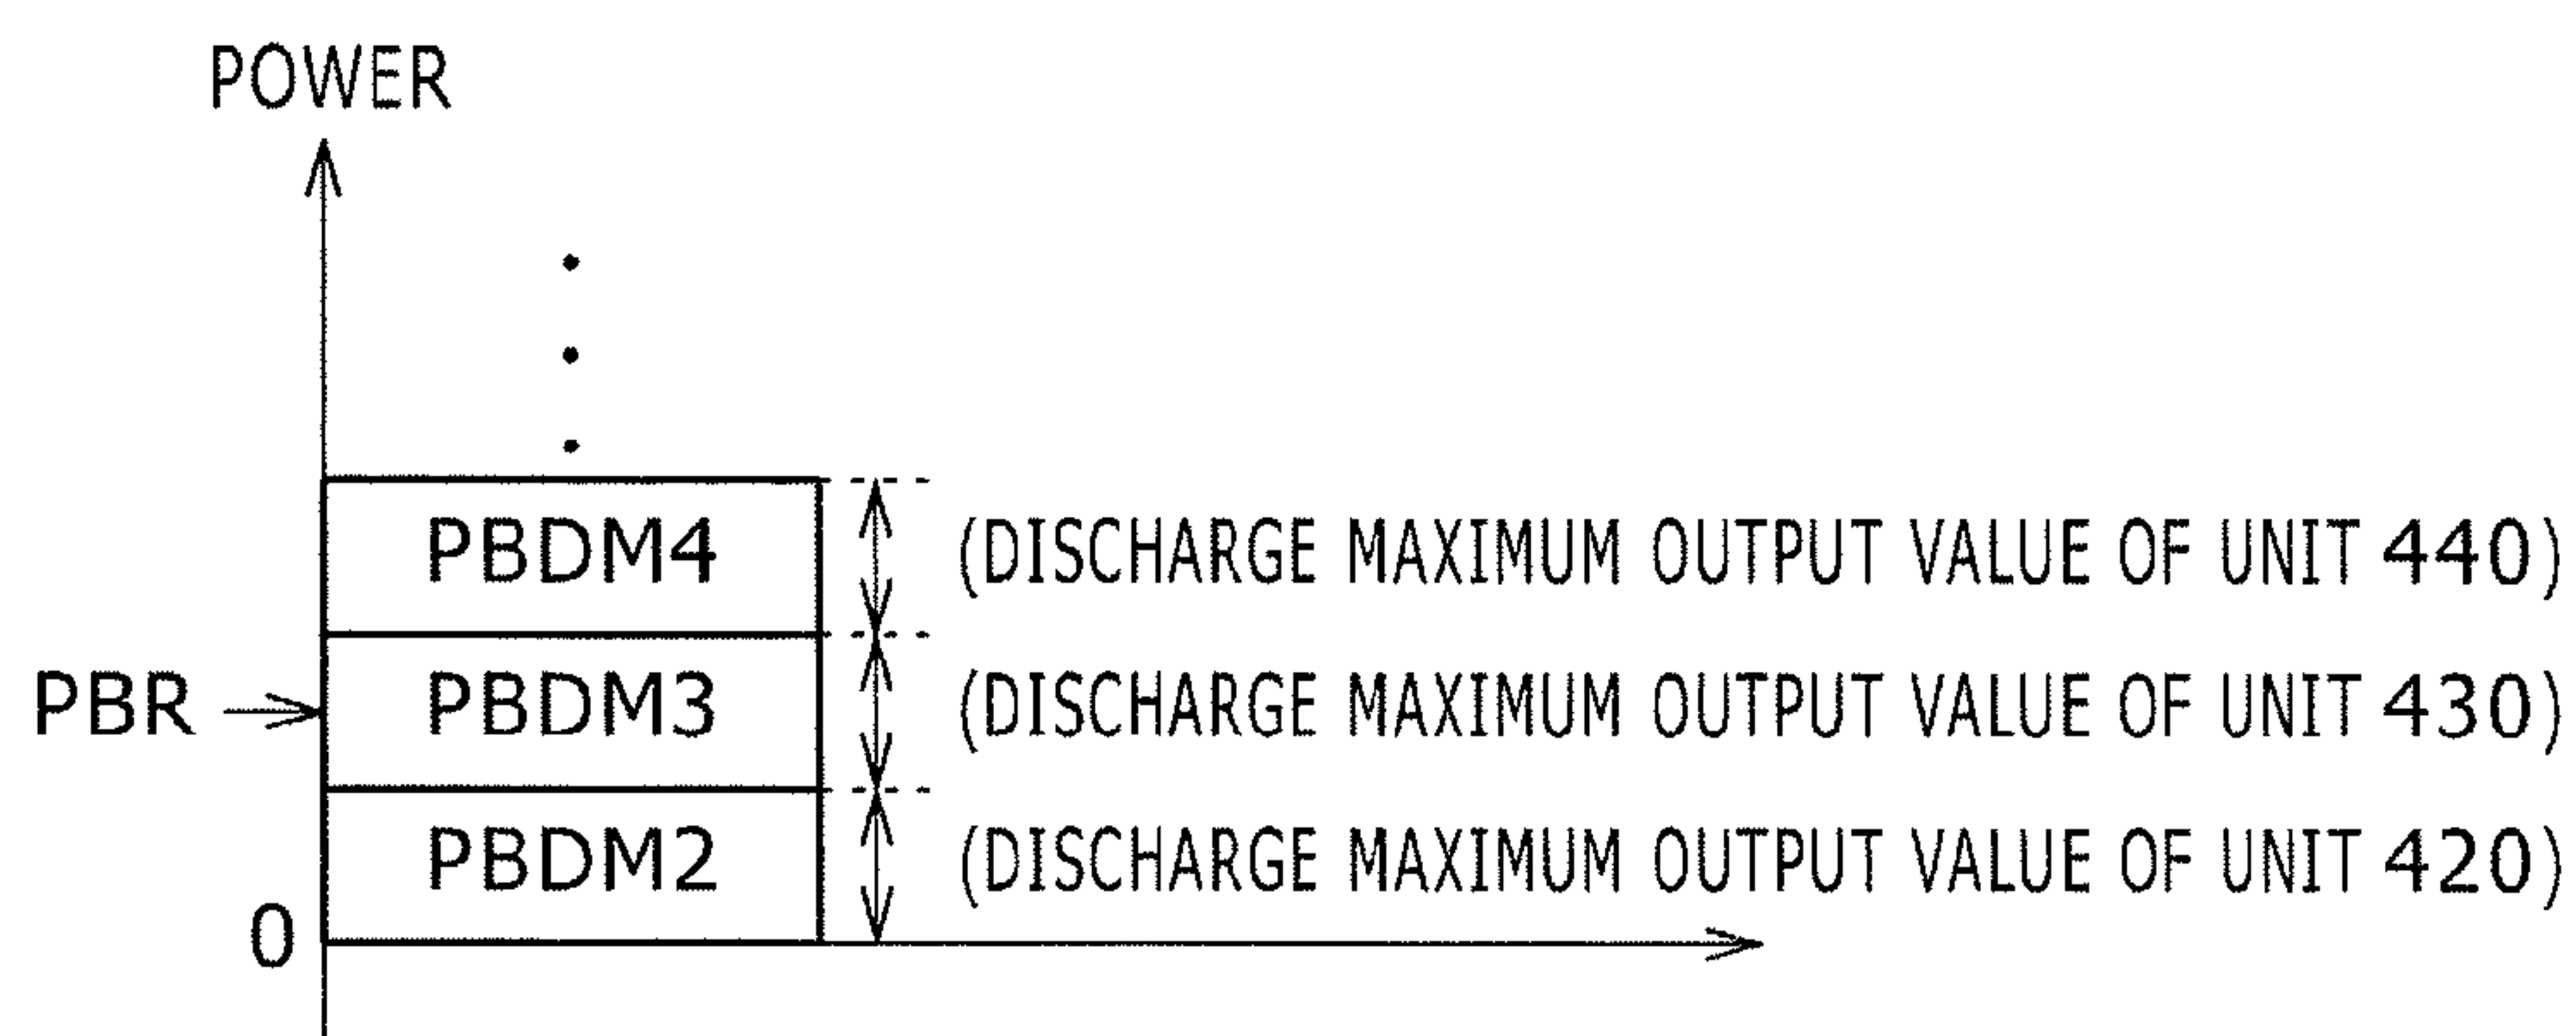 POWER
PBDM4 (DISCHARGE MAXIMUM OUTPUT VALUE OF UNIT 440)
PBR PBDM3 (DISCHARGE MAXIMUM OUTPUT VALUE OF UNIT 430)
PBDM2 (DISCHARGE MAXIMUM OUTPUT VALUE OF UNIT 420)
0